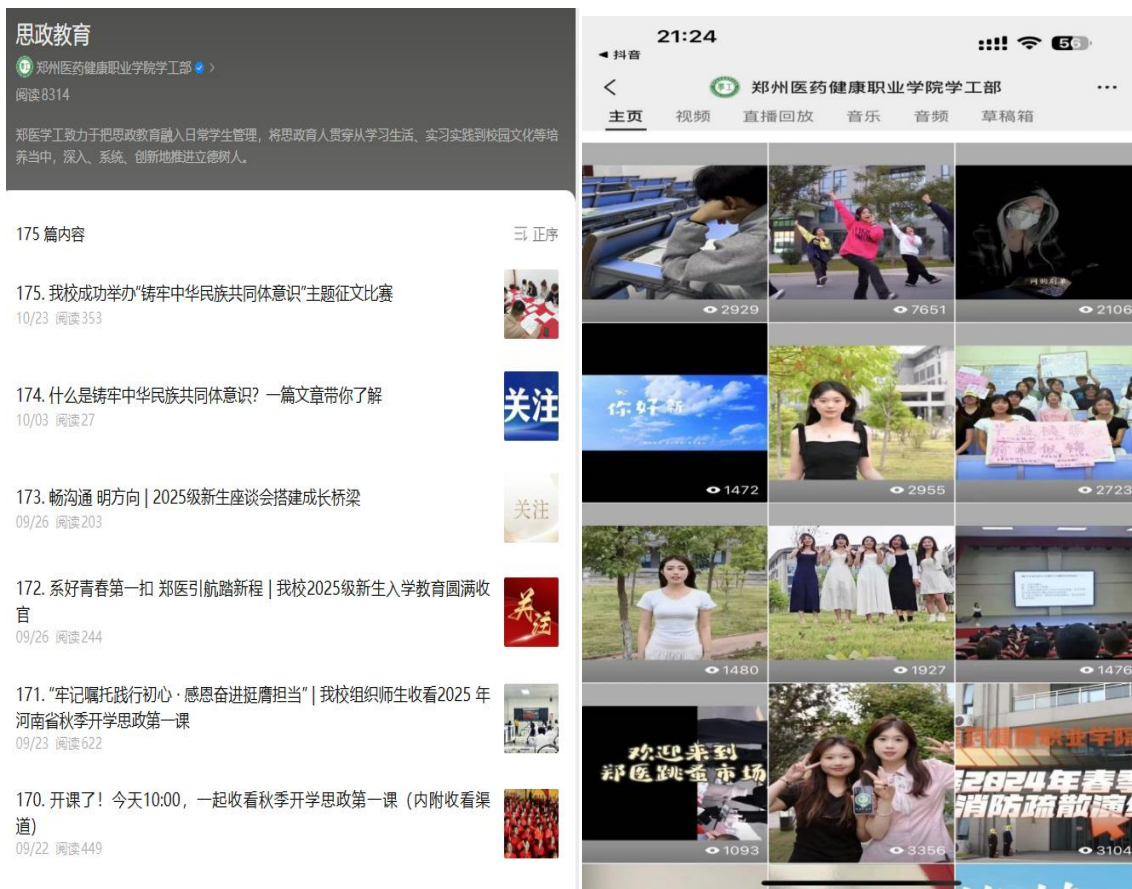 思政教育
郑州医药健康职业学院学工部
阅读8314
郑医学工致力于把思政教育融入日常学生管理，将思政育人贯穿从学习生活、实习实践到校园文化等培
养当中，深入、系统、创新地推进立德树人。
175 篇内容
正序
175. 我校成功举办“铸牢中华民族共同体意识”主题征文比赛
10/23 阅读353
174. 什么是铸牢中华民族共同体意识？一篇文章带你了解
10/03 阅读27
关注
173. 畅沟通 明方向 | 2025级新生座谈会搭建成长桥梁
09/26 阅读203
关注
172. 系好青春第一扣 郑医引航踏新程 | 我校2025级新生入学教育圆满收
官
09/26 阅读244
关注
171. “牢记嘱托践行初心 · 感恩奋进挺膺担当” | 我校组织师生收看2025 年
河南省秋季开学思政第一课
09/23 阅读622
170. 开课了！今天10:00，一起收看秋季开学思政第一课（内附收看渠
道）
09/22 阅读449
21:24
56
抖音
郑州医药健康职业学院学工部
主页 视频 直播回放 音乐 音频 草稿箱
2929
7651
2106
你好新
1472
2955
2723
1480
1927
1476
欢迎来到
郑医跳蚤市场
1093
3356
医药健康职业学院
2024年春季
消防疏散演练
3104